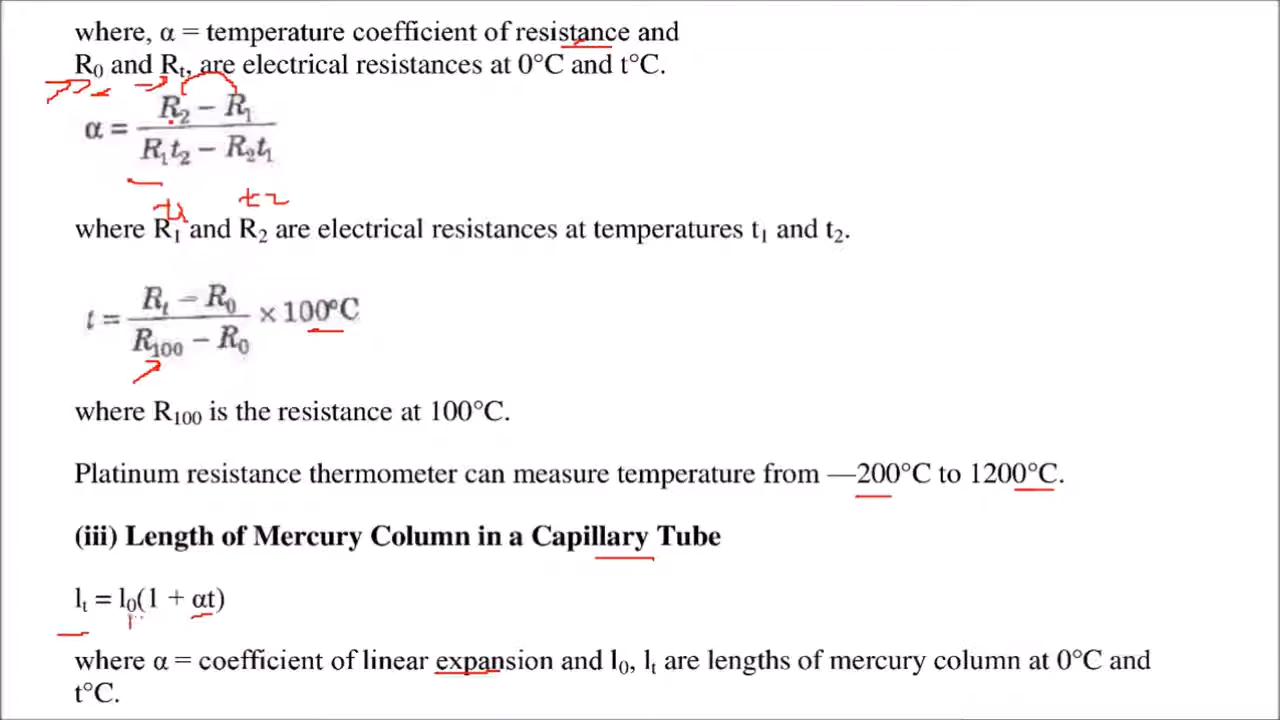 where, α = temperature coefficient of resistance and
R₀ and Rₜ, are electrical resistances at 0°C and t°C.
α = (R₂ − R₁) / (R₁t₂ − R₂t₁)
t1 t2
where R₁ and R₂ are electrical resistances at temperatures t₁ and t₂.
t = (Rₜ − R₀) / (R₁₀₀ − R₀) × 100°C
where R₁₀₀ is the resistance at 100°C.
Platinum resistance thermometer can measure temperature from —200°C to 1200°C.
(iii) Length of Mercury Column in a Capillary Tube
lₜ = l₀(1 + αt)
where α = coefficient of linear expansion and l₀, lₜ are lengths of mercury column at 0°C and
t°C.